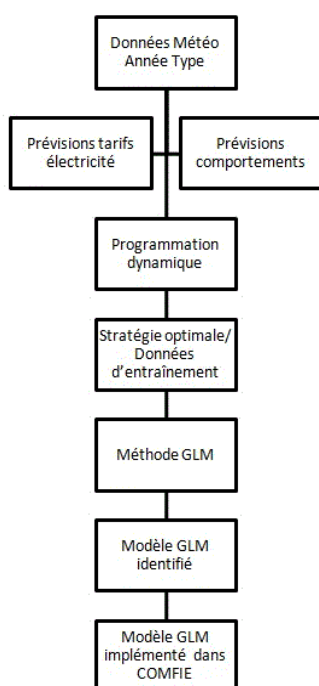 Données Météo
Année Type
Prévisions tarifs
électricité
Prévisions
comportements
Programmation
dynamique
Stratégie optimale/
Données
d'entraînement
Méthode GLM
Modèle GLM
identifié
Modèle GLM
implémenté dans
COMFIE